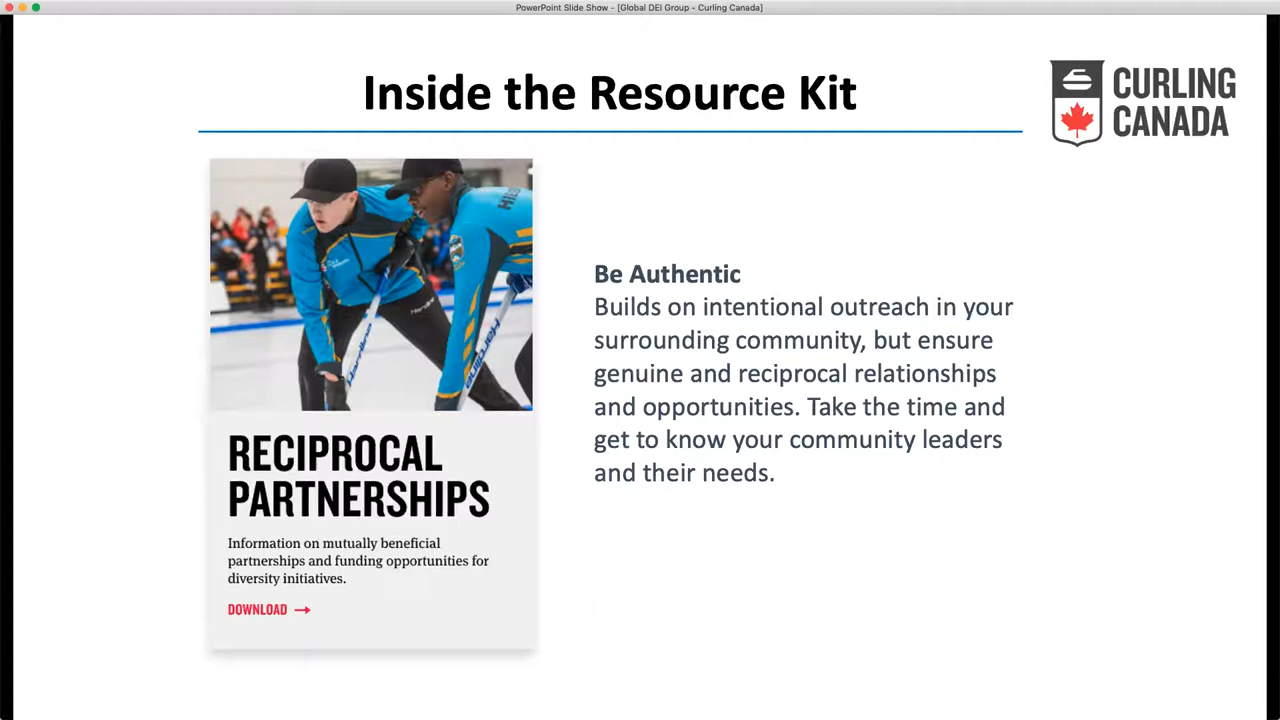 PowerPoint Slide Show - [Global DEI Group - Curling Canada]
Inside the Resource Kit
CURLING
CANADA
Hardline
Hardline
Hardline
RECIPROCAL
PARTNERSHIPS
Information on mutually beneficial
partnerships and funding opportunities for
diversity initiatives.
DOWNLOAD →
Be Authentic
Builds on intentional outreach in your
surrounding community, but ensure
genuine and reciprocal relationships
and opportunities. Take the time and
get to know your community leaders
and their needs.